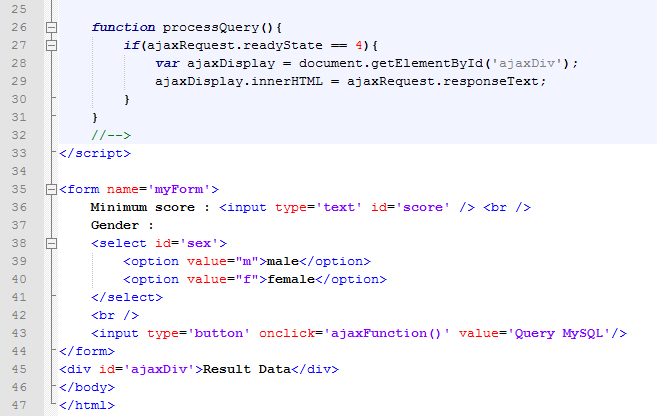 25
26 function processQuery(){
27 if(ajaxRequest.readyState == 4){
28 var ajaxDisplay = document.getElementById('ajaxDiv');
29 ajaxDisplay.innerHTML = ajaxRequest.responseText;
30 }
31 }
32 //-->
33 </script>
34
35 <form name='myForm'>
36 Minimum score : <input type='text' id='score' /> <br />
37 Gender :
38 <select id='sex'>
39 <option value="m">male</option>
40 <option value="f">female</option>
41 </select>
42 <br />
43 <input type='button' onclick='ajaxFunction()' value='Query MySQL'/>
44 </form>
45 <div id='ajaxDiv'>Result Data</div>
46 </body>
47 </html>